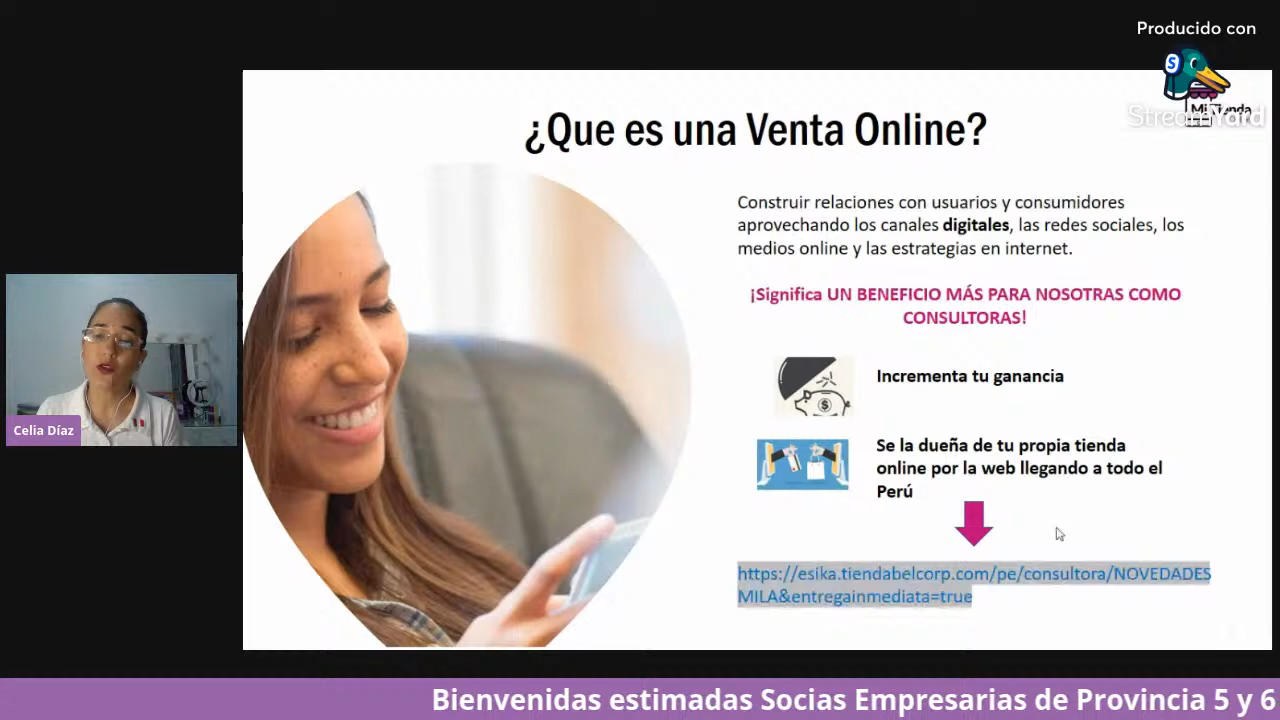 Producido con
StreamYard
Mi Tienda
¿Que es una Venta Online?
Construir relaciones con usuarios y consumidores
aprovechando los canales digitales, las redes sociales, los
medios online y las estrategias en internet.
¡Significa UN BENEFICIO MÁS PARA NOSOTRAS COMO
CONSULTORAS!
Incrementa tu ganancia
Se la dueña de tu propia tienda
online por la web llegando a todo el
Perú
https://esika.tiendabelcorp.com/pe/consultora/NOVEDADES
MILA&entregainmediata=true
Celia Díaz
Bienvenidas estimadas Socias Empresarias de Provincia 5 y 6